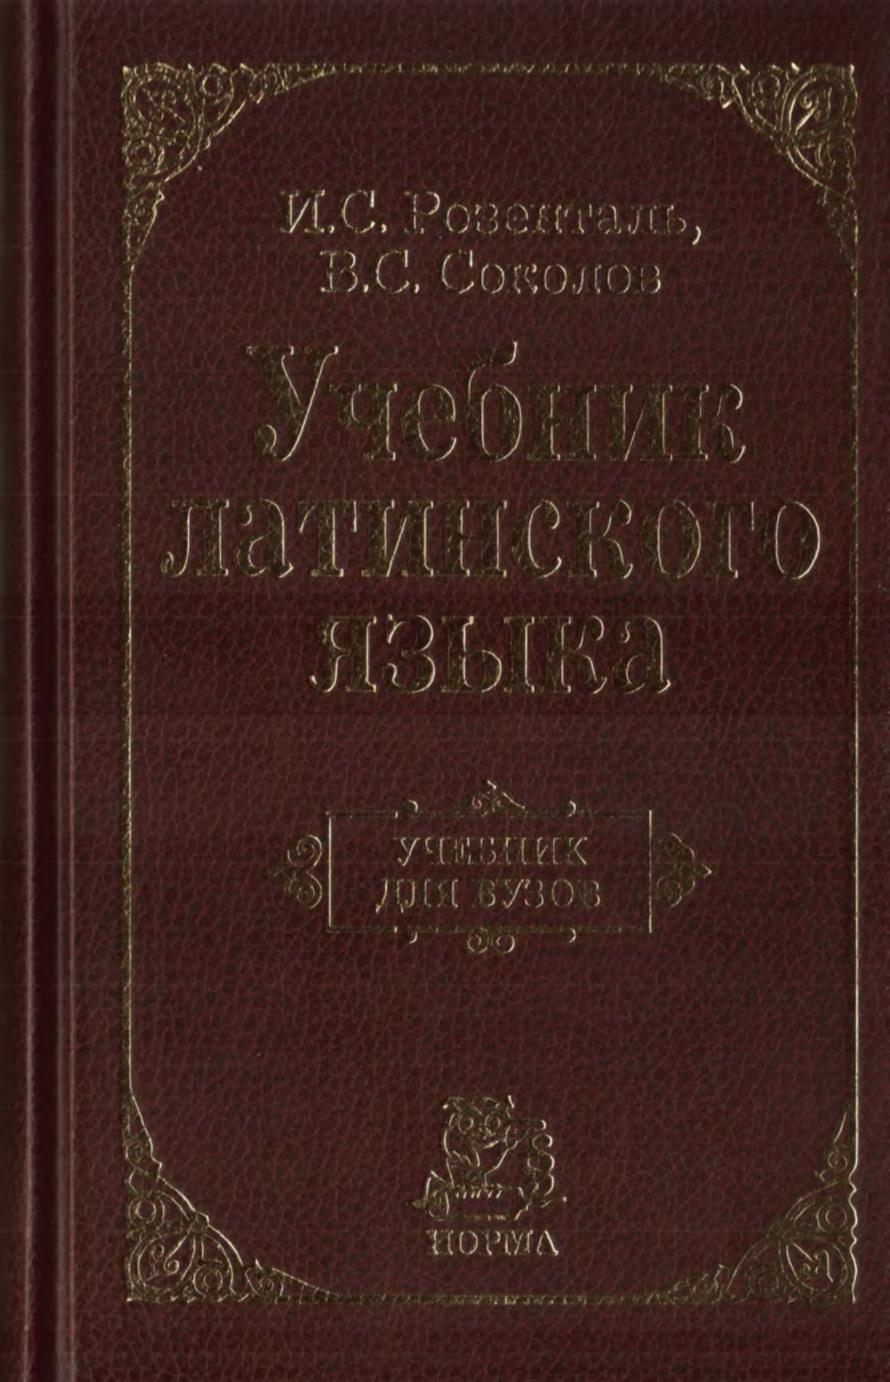 И.С. Розенталь,
В.С. Соколов
Учебник
латинского
языка
УЧЕБНИК
ДЛЯ ВУЗОВ
НОРМА